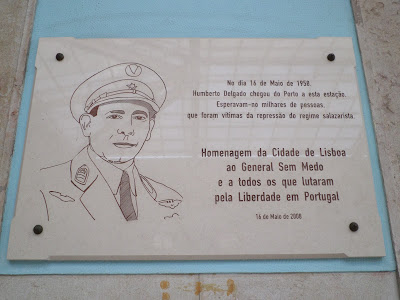 No dia 16 de Maio de 1958,
Humberto Delgado chegou do Porto a esta estação.
Esperavam-no milhares de pessoas,
que foram vítimas da repressão do regime salazarista.
Homenagem da Cidade de Lisboa
ao General Sem Medo
e a todos os que lutaram
pela Liberdade em Portugal
16 de Maio de 2008